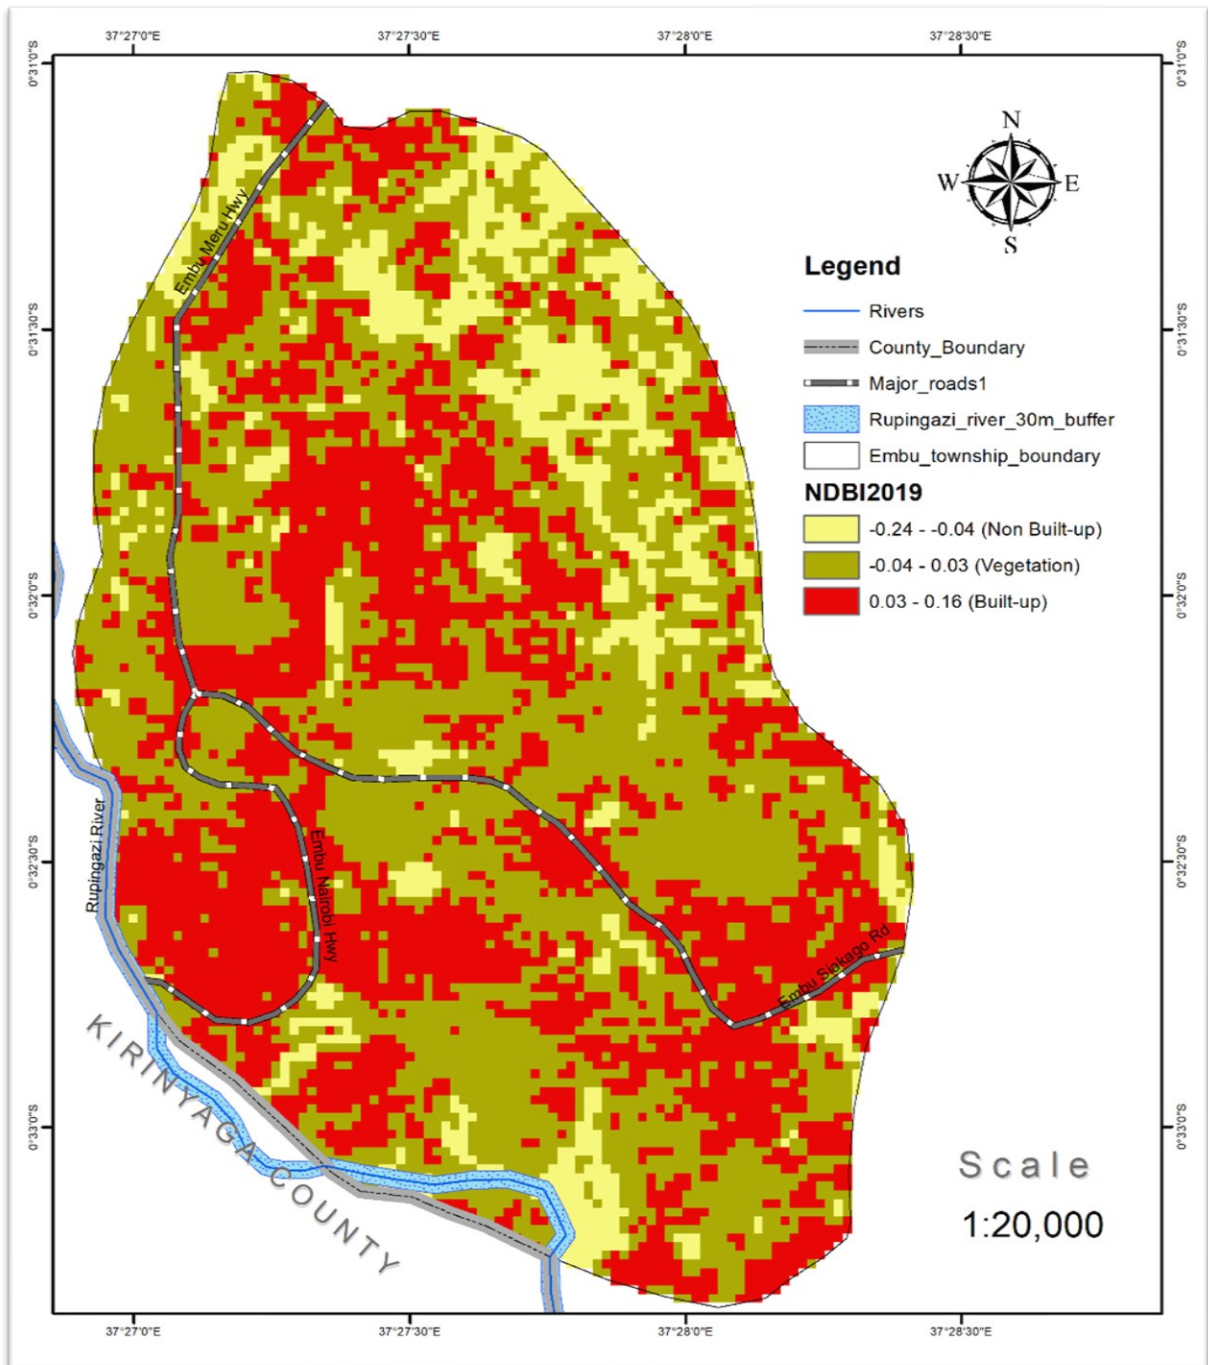 37°27'0"E 37°27'30"E 37°28'0"E 37°28'30"E
0°31'0"S
0°31'0"S
N
W E
S
Embu Meru Hwy
Legend
Rivers
County_Boundary
0°31'30"S
0°31'30"S
Major_roads1
Rupingazi_river_30m_buffer
Embu_township_boundary
NDBI2019
-0.24 - -0.04 (Non Built-up)
-0.04 - 0.03 (Vegetation)
0.03 - 0.16 (Built-up)
0°32'0"S
0°32'0"S
Rupingazi River
Embu Nairobi Hwy
0°32'30"S
0°32'30"S
Embu Siakago Rd
KIRINYAGA COUNTY
0°33'0"S
0°33'0"S
Scale
1:20,000
37°27'0"E 37°27'30"E 37°28'0"E 37°28'30"E